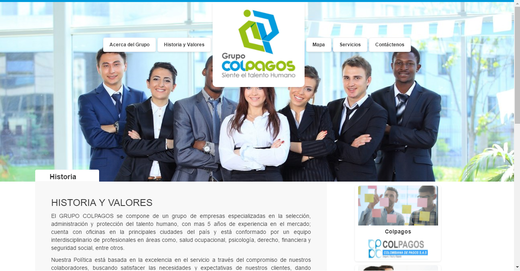 Acerca del Grupo
Historia y Valores
Grupo
COLPAGOS
Siente el Talento Humano
Mapa
Servicios
Contáctenos
Historia
HISTORIA Y VALORES
El GRUPO COLPAGOS se compone de un grupo de empresas especializadas en la selección,
administración y protección del talento humano, con mas 5 años de experiencia en el mercado;
cuenta con oficinas en la principales ciudades del país y está conformado por un equipo
interdisciplinario de profesionales en áreas como, salud ocupacional, psicología, derecho, financiera y
seguridad social, entre otros.
Nuestra Política está basada en la excelencia en el servicio a través del compromiso de nuestros
colaboradores, buscando satisfacer las necesidades y expectativas de nuestros clientes, dando
Colpagos
COLPAGOS